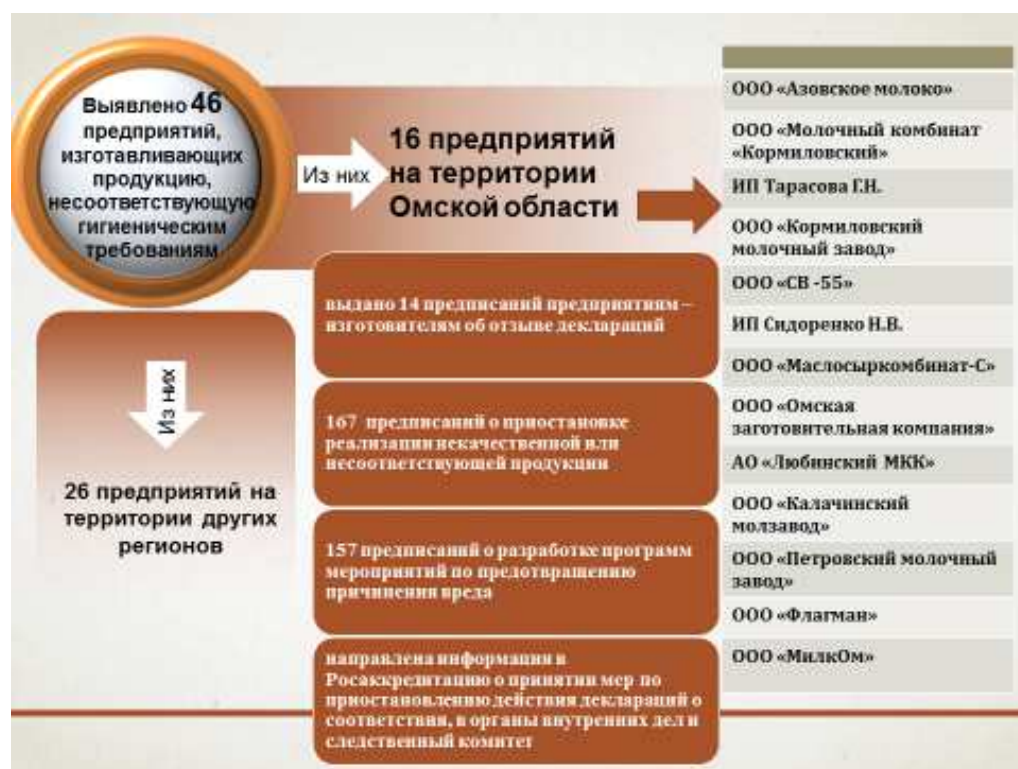 Выявлено 46
предприятий,
изготавливающих
продукцию,
несоответствующую
гигиеническим
требованиям
Из них
16 предприятий
на территории
Омской области
Из них
26 предприятий на
территории других
регионов
выдано 14 предписаний предприятиям –
изготовителям об отзыве деклараций
167 предписаний о приостановке
реализации некачественной или
несоответствующей продукции
157 предписаний о разработке программ
мероприятий по предотвращению
причинения вреда
направлена информация в
Росаккредитацию о принятии мер по
приостановлению действия деклараций о
соответствии, в органы внутренних дел и
следственный комитет
ООО «Азовское молоко»
ООО «Молочный комбинат
«Кормиловский»
ИП Тарасова Г.Н.
ООО «Кормиловский
молочный завод»
ООО «СВ -55»
ИП Сидоренко Н.В.
ООО «Маслосыркомбинат-С»
ООО «Омская
заготовительная компания»
АО «Любинский МКК»
ООО «Калачинский
молзавод»
ООО «Петровский молочный
завод»
ООО «Флагман»
ООО «МилкОм»